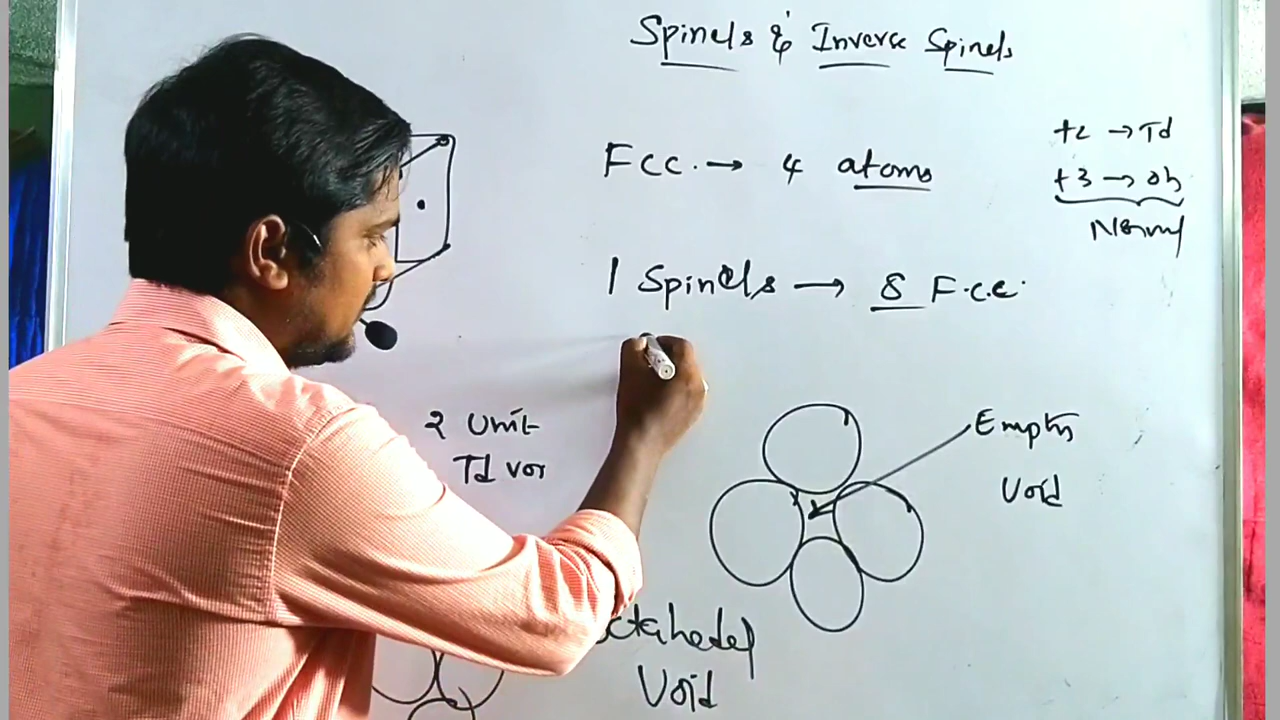 Spinels & Inverse Spinels
Fcc. → 4 atoms
+2 → Td
+3 → Oh
Normal
1 Spinels → 8 F.c.c.
2 Unit
Td voi
Empty
Void
octahedel
Void